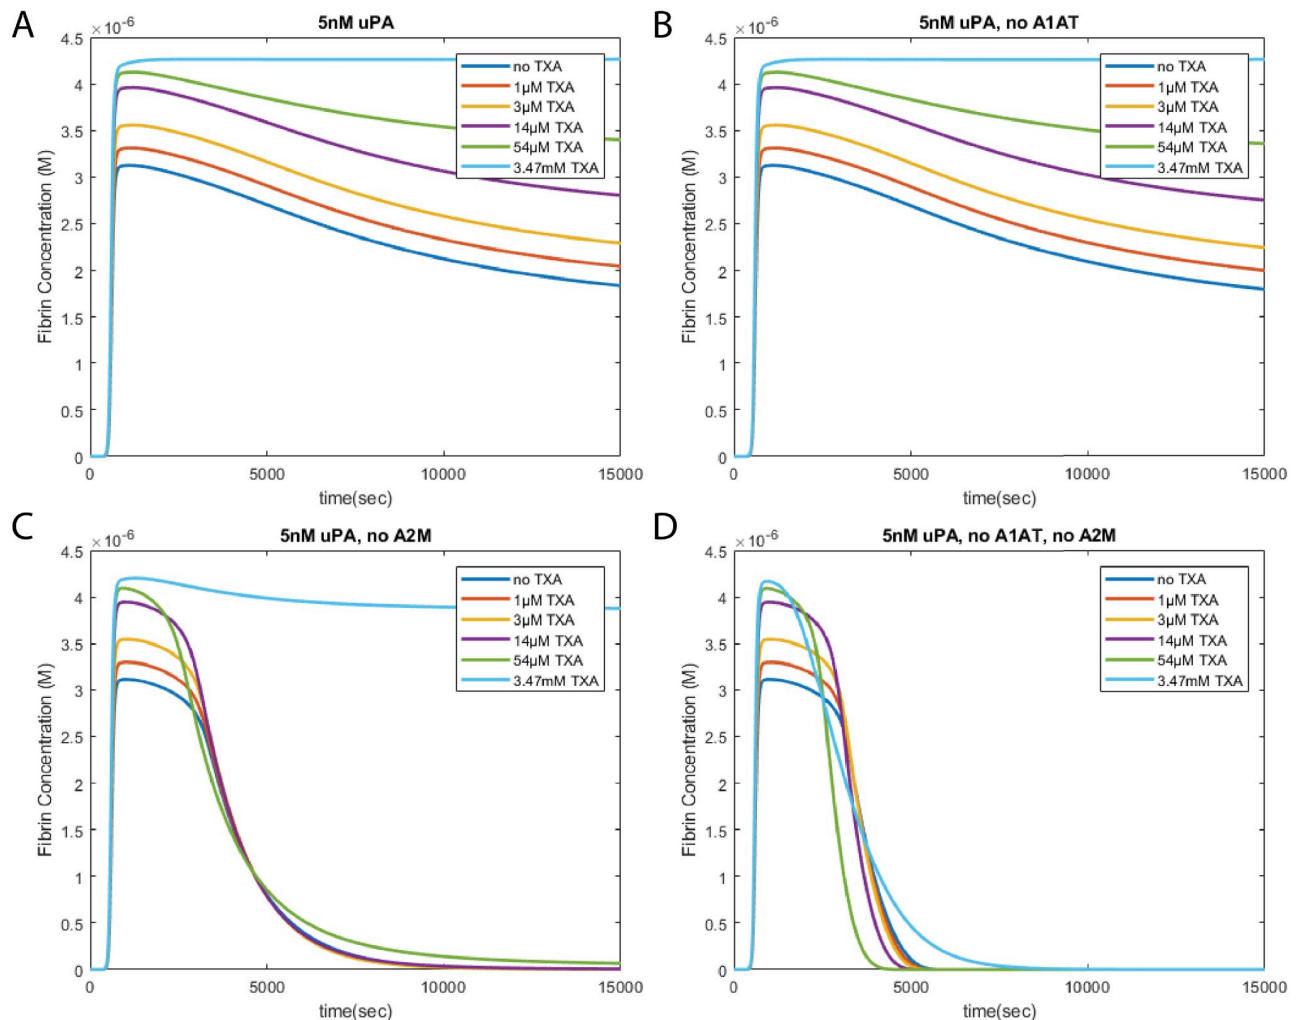 A
5nM uPA
×10⁻⁶
4.5
4
3.5
3
2.5
2
1.5
1
0.5
0
Fibrin Concentration (M)
no TXA
1µM TXA
3µM TXA
14µM TXA
54µM TXA
3.47mM TXA
0
5000
10000
15000
time(sec)
B
5nM uPA, no A1AT
×10⁻⁶
4.5
4
3.5
3
2.5
2
1.5
1
0.5
0
Fibrin Concentration (M)
no TXA
1µM TXA
3µM TXA
14µM TXA
54µM TXA
3.47mM TXA
0
5000
10000
15000
time(sec)
C
5nM uPA, no A2M
×10⁻⁶
4.5
4
3.5
3
2.5
2
1.5
1
0.5
0
Fibrin Concentration (M)
no TXA
1µM TXA
3µM TXA
14µM TXA
54µM TXA
3.47mM TXA
0
5000
10000
15000
time(sec)
D
5nM uPA, no A1AT, no A2M
×10⁻⁶
4.5
4
3.5
3
2.5
2
1.5
1
0.5
0
Fibrin Concentration (M)
no TXA
1µM TXA
3µM TXA
14µM TXA
54µM TXA
3.47mM TXA
0
5000
10000
15000
time(sec)